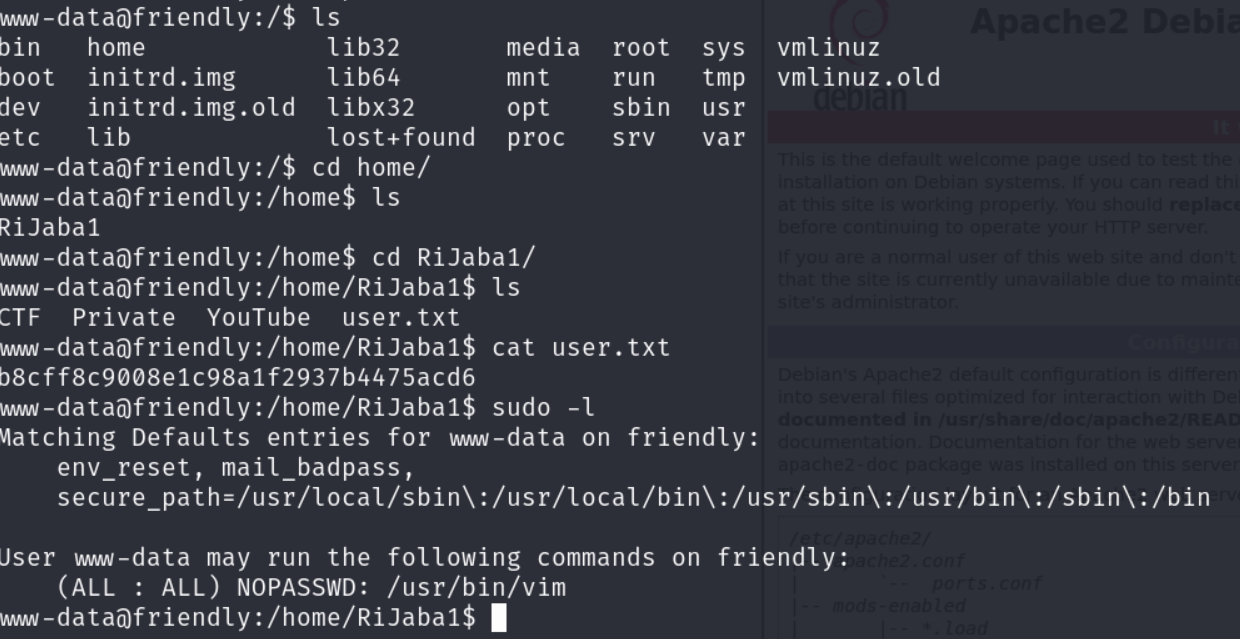 www-data@friendly:/$ ls
bin   home            lib32       media  root  sys  vmlinuz
boot  initrd.img      lib64       mnt    run   tmp  vmlinuz.old
dev   initrd.img.old  libx32      opt    sbin  usr
etc   lib             lost+found  proc   srv   var
www-data@friendly:/$ cd home/
www-data@friendly:/home$ ls
RiJaba1
www-data@friendly:/home$ cd RiJaba1/
www-data@friendly:/home/RiJaba1$ ls
CTF  Private  YouTube  user.txt
www-data@friendly:/home/RiJaba1$ cat user.txt
b8cff8c9008e1c98a1f2937b4475acd6
www-data@friendly:/home/RiJaba1$ sudo -l
Matching Defaults entries for www-data on friendly:
    env_reset, mail_badpass,
    secure_path=/usr/local/sbin\:/usr/local/bin\:/usr/sbin\:/usr/bin\:/sbin\:/bin
User www-data may run the following commands on friendly:
    (ALL : ALL) NOPASSWD: /usr/bin/vim
www-data@friendly:/home/RiJaba1$
Apache2 Debia
debian
It
This is the default welcome page used to test the
installation on Debian systems. If you can read thi
at this site is working properly. You should replace
before continuing to operate your HTTP server.
If you are a normal user of this web site and don't
that the site is currently unavailable due to mainte
site's administrator.
Configura
Debian's Apache2 default configuration is different
into several files optimized for interaction with Deb
documented in /usr/share/doc/apache2/READ
documentation. Documentation for the web server
apache2-doc package was installed on this server
/etc/apache2/
apache2.conf
|       `--  ports.conf
|-- mods-enabled
|       |-- *.load